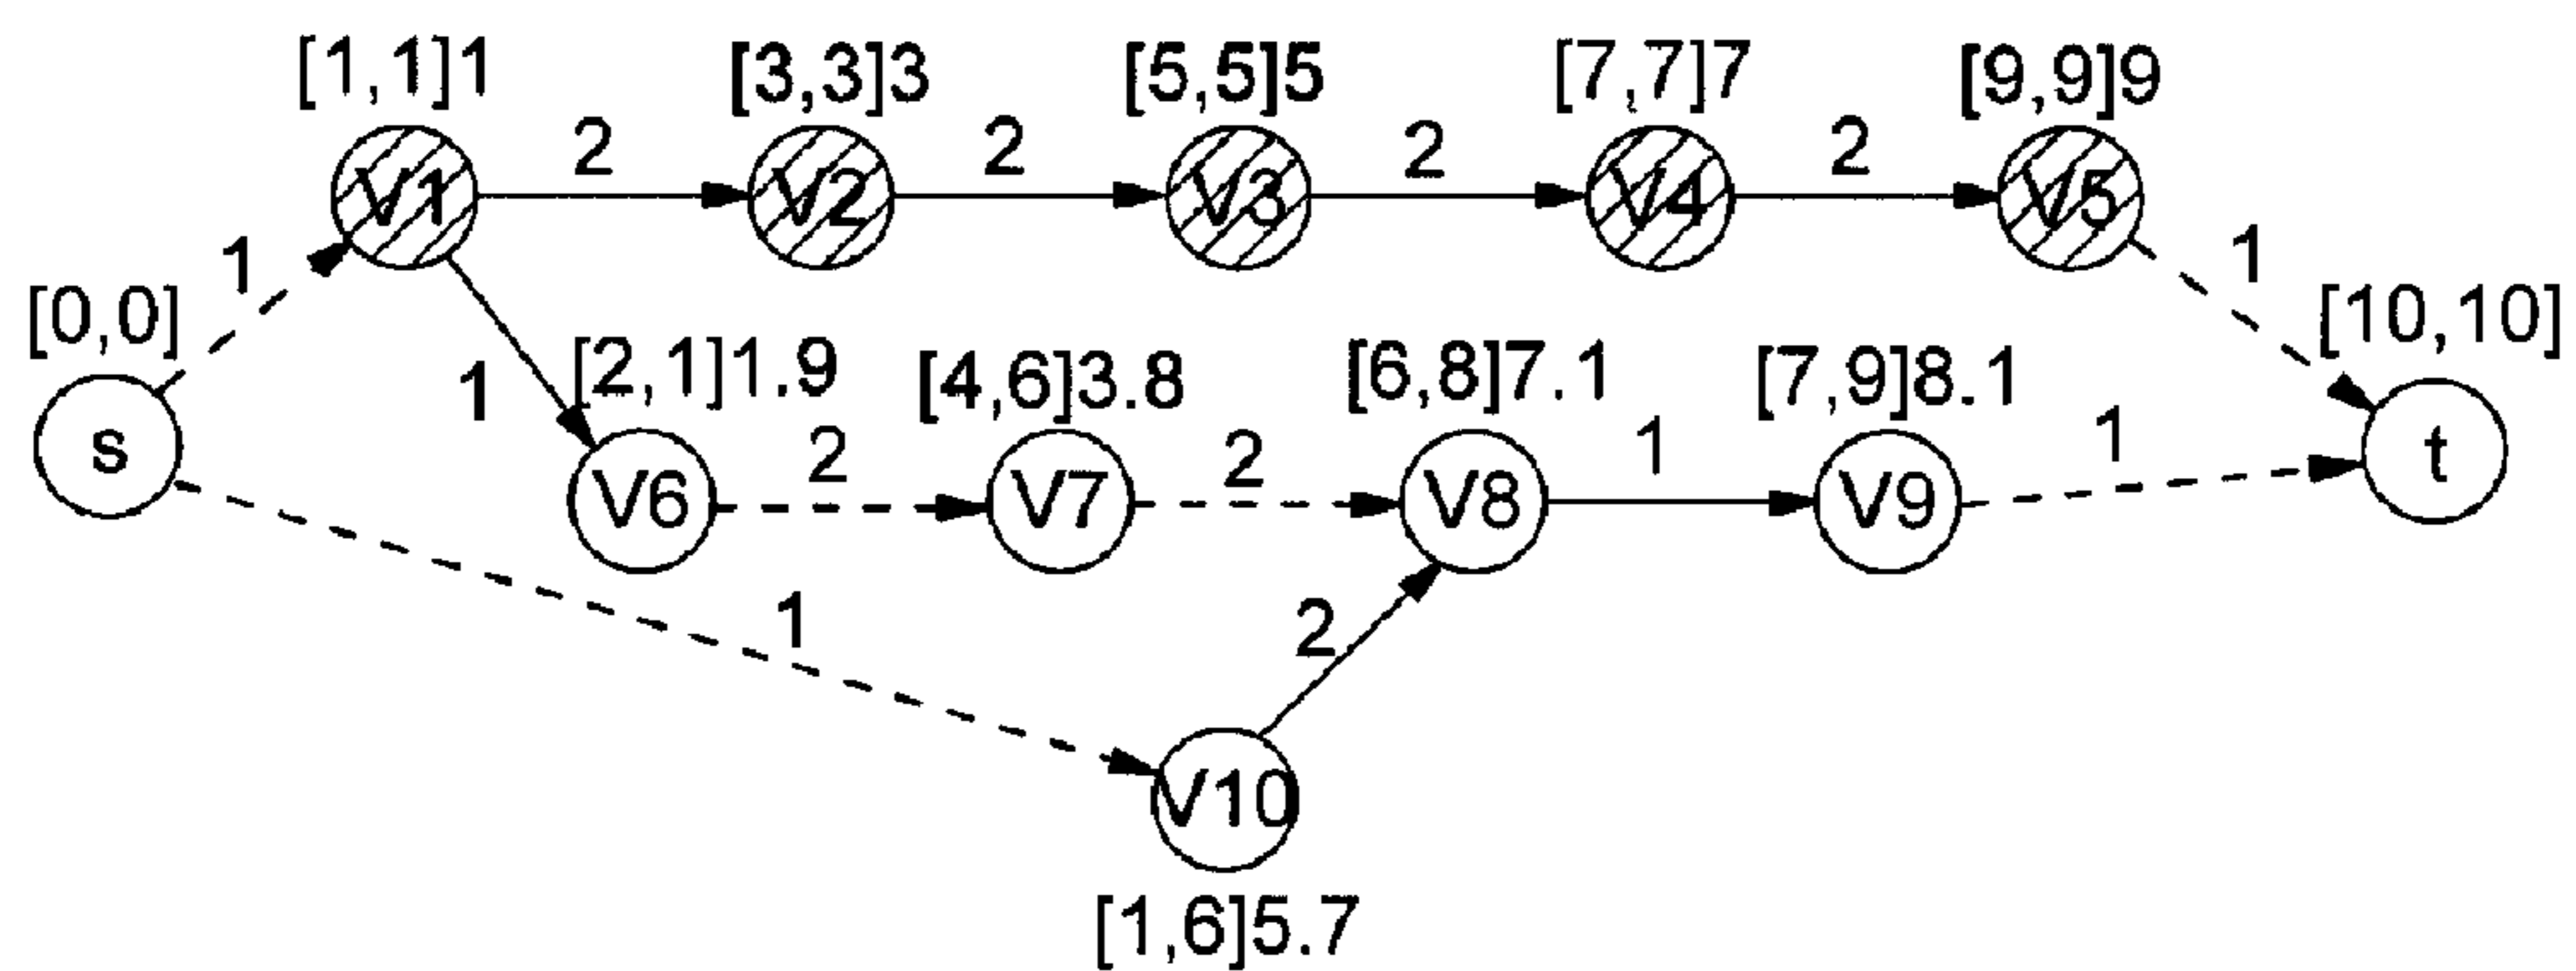 [1,1]1
[3,3]3
[5,5]5
[7,7]7
[9,9]9
2
2
2
2
V1
V2
V3
V4
V5
1
1
[0,0]
[10,10]
1
[2,1]1.9
[4,6]3.8
[6,8]7.1
[7,9]8.1
2
2
1
1
s
V6
V7
V8
V9
t
1
2
V10
[1,6]5.7